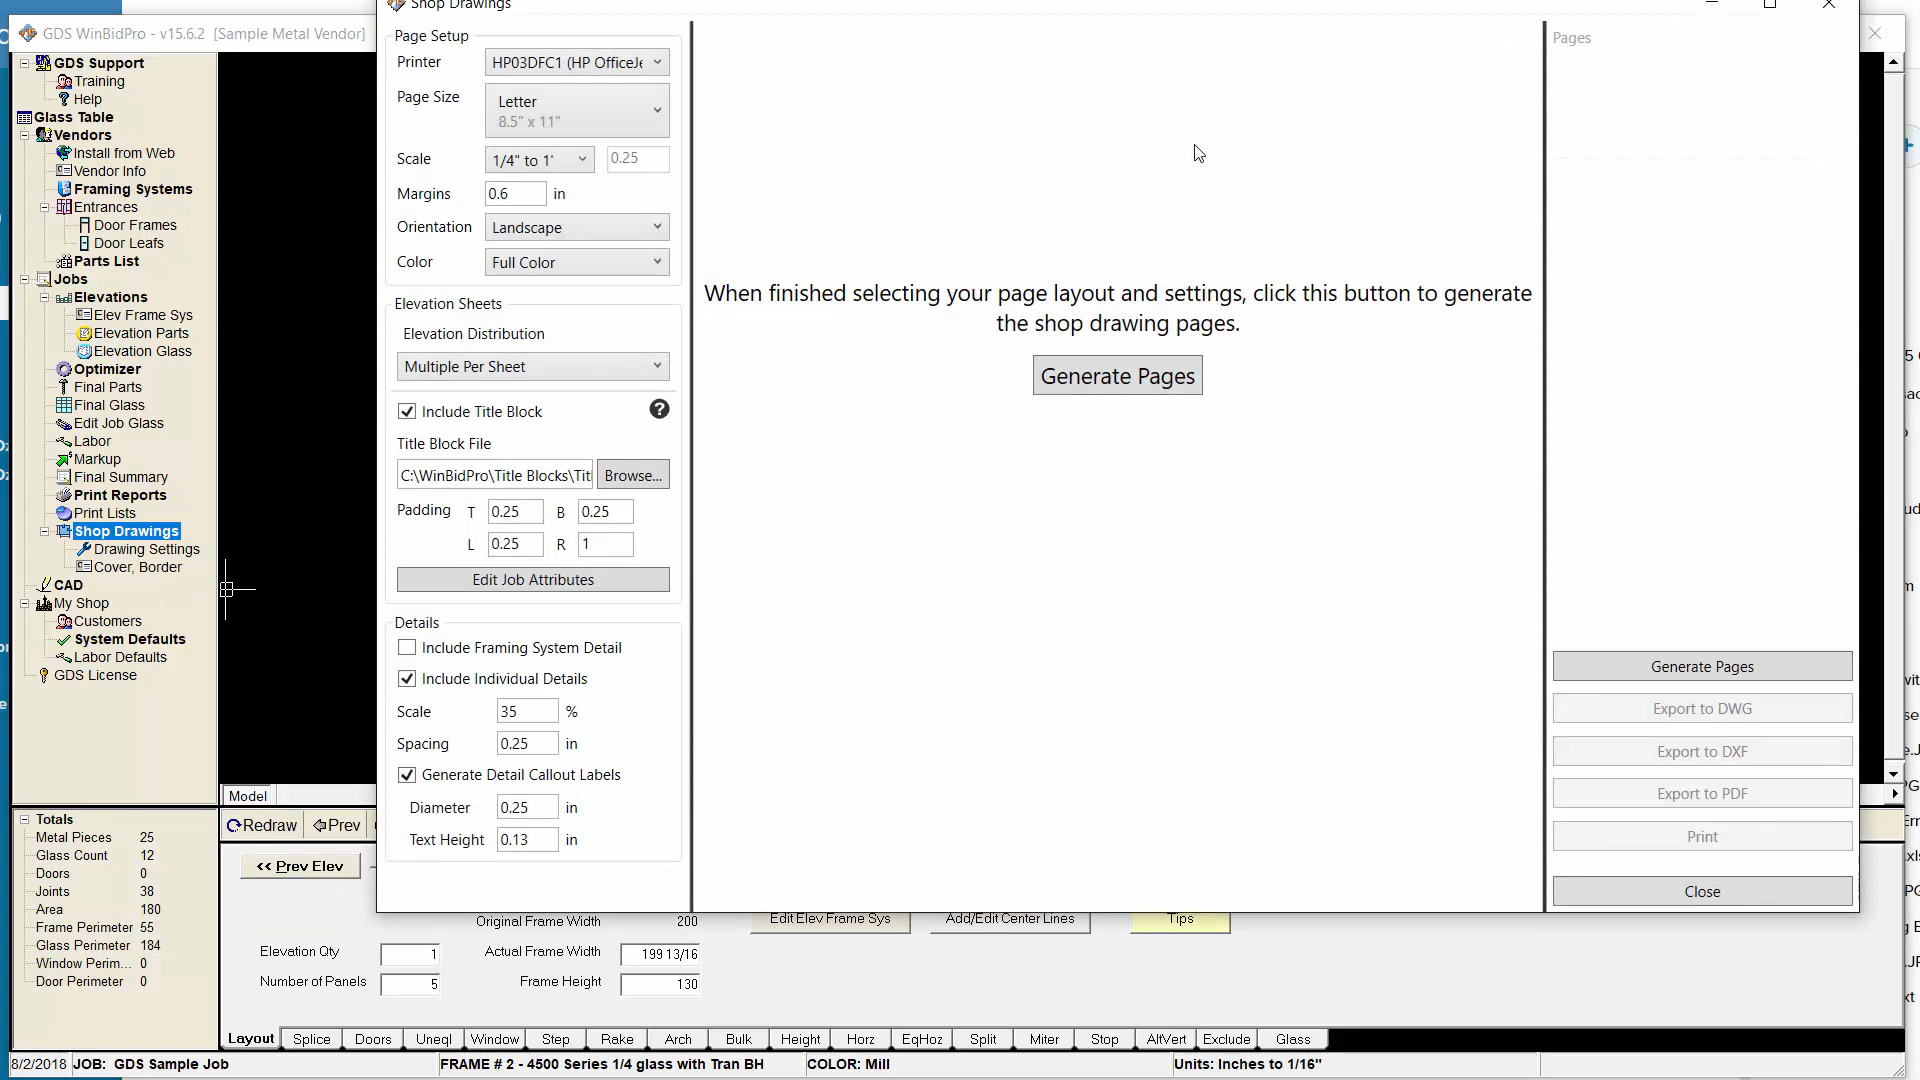 GDS WinBidPro - v15.6.2 [Sample Metal Vendor]
GDS Support
Training
Help
Glass Table
Vendors
Install from Web
Vendor Info
Framing Systems
Entrances
Door Frames
Door Leafs
Parts List
Jobs
Elevations
Elev Frame Sys
Elevation Parts
Elevation Glass
Optimizer
Final Parts
Final Glass
Edit Job Glass
Labor
Markup
Final Summary
Print Reports
Print Lists
Shop Drawings
Drawing Settings
Cover, Border
CAD
My Shop
Customers
System Defaults
Labor Defaults
GDS License
Totals
Metal Pieces 25
Glass Count 12
Doors 0
Joints 38
Area 180
Frame Perimeter 55
Glass Perimeter 184
Window Perim... 0
Door Perimeter 0
Shop Drawings
Page Setup
Printer HP03DFC1 (HP OfficeJe
Page Size Letter
8.5" x 11"
Scale 1/4" to 1' 0.25
Margins 0.6 in
Orientation Landscape
Color Full Color
Elevation Sheets
Elevation Distribution
Multiple Per Sheet
Include Title Block ?
Title Block File
C:\WinBidPro\Title Blocks\Titl Browse...
Padding T 0.25 B 0.25
L 0.25 R 1
Edit Job Attributes
Details
Include Framing System Detail
Include Individual Details
Scale 35 %
Spacing 0.25 in
Generate Detail Callout Labels
Diameter 0.25 in
Text Height 0.13 in
When finished selecting your page layout and settings, click this button to generate
the shop drawing pages.
Generate Pages
Pages
Generate Pages
Export to DWG
Export to DXF
Export to PDF
Print
Close
Model
Redraw Prev
<< Prev Elev
Original Frame Width 200
Edit Elev Frame Sys Add/Edit Center Lines Tips
Elevation Qty 1 Actual Frame Width 199 13/16
Number of Panels 5 Frame Height 130
Layout Splice Doors Uneql Window Step Rake Arch Bulk Height Horz EqHoz Split Miter Stop AltVert Exclude Glass
8/2/2018 JOB: GDS Sample Job FRAME # 2 - 4500 Series 1/4 glass with Tran BH COLOR: Mill Units: Inches to 1/16"